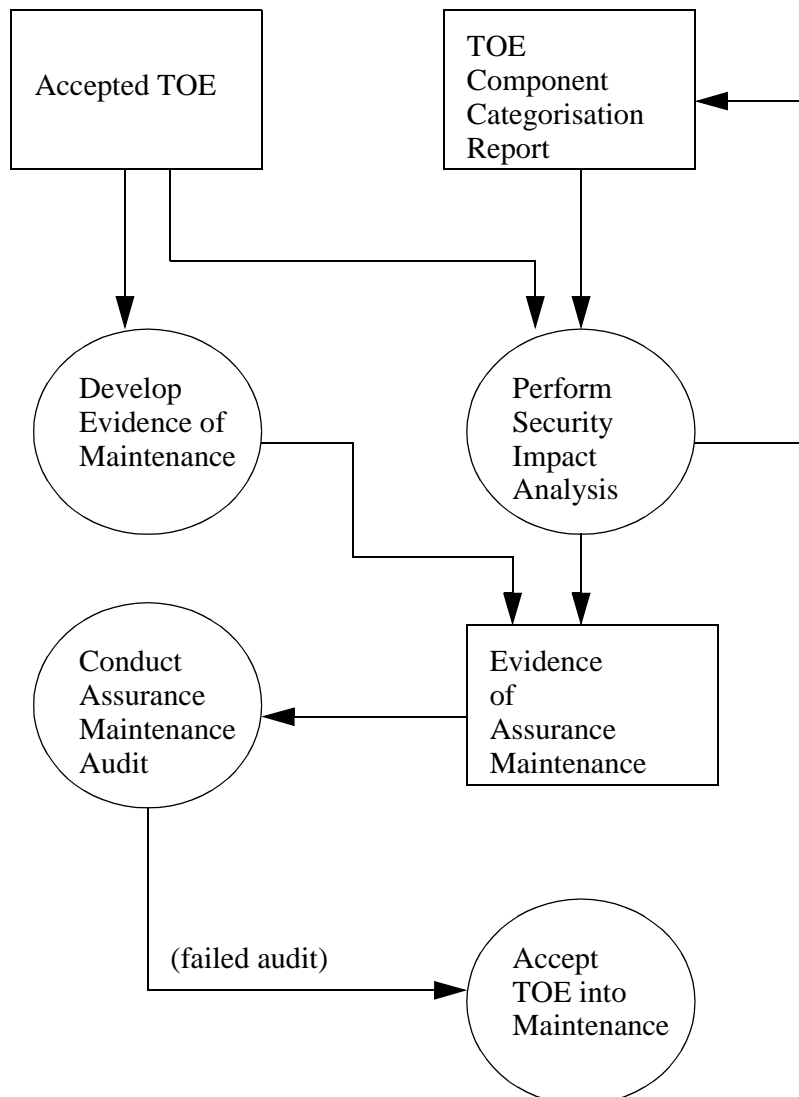 Accepted TOE
TOE
Component
Categorisation
Report
Develop
Evidence of
Maintenance
Perform
Security
Impact
Analysis
Conduct
Assurance
Maintenance
Audit
Evidence
of
Assurance
Maintenance
(failed audit)
Accept
TOE into
Maintenance